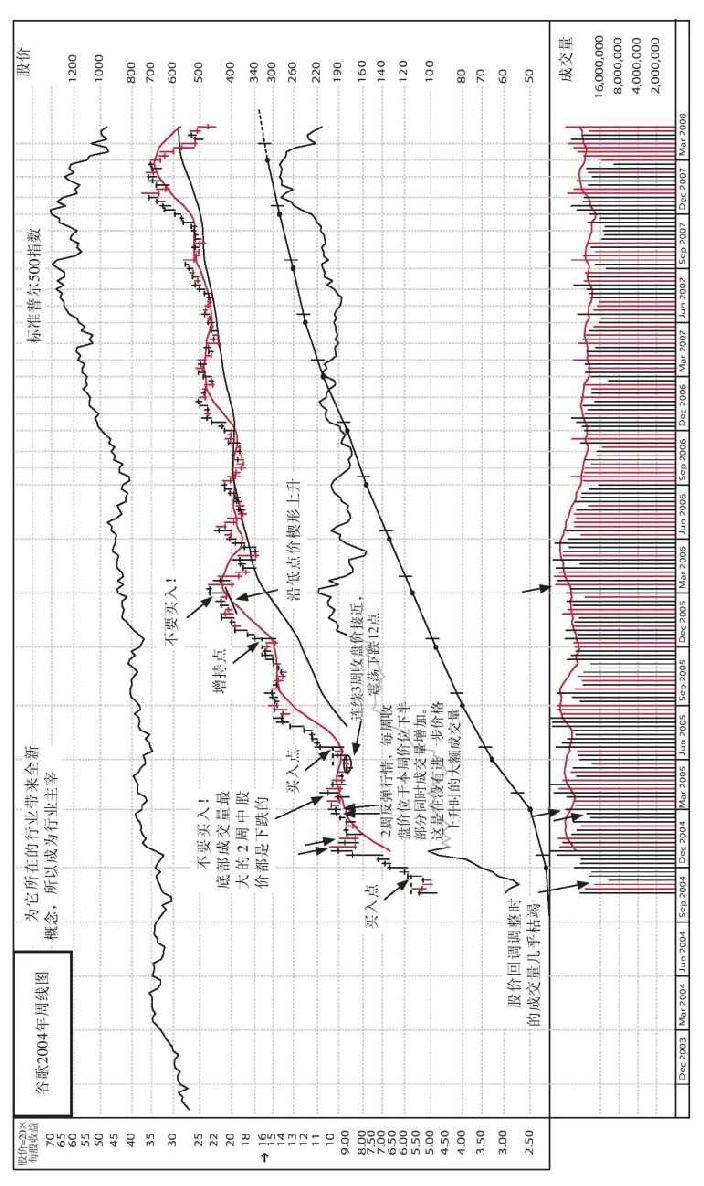 谷歌2004年周线图
为它所在的行业带来全新
概念，所以成为行业主宰
标准普尔500指数
股价
1200
1000
800
700
600
500
400
340
300
260
220
190
160
140
120
100
80
70
60
50
股价=20×
每股收益
70
65
60
55
50
45
40
35
30
25
22
20
18
16
15
14
13
12
11
10
9.00
8.00
7.50
7.00
6.50
6.00
5.50
5.00
4.50
4.00
3.50
3.00
2.50
不要买入！
沿低点价楔形上升
增持点
连续3周收盘价接近，
震荡下跌12点
买入点
不要买入！
底部成交量最
大的2周中股
价都是下跌的
2周反弹行情，每周收
盘价位于本周价位下半
部分同时成交量增加。
这是在没有进一步价格
上升时的大额成交量
买入点
股价回调调整时
的成交量几乎枯竭
成交量
16,000,000
8,000,000
4,000,000
2,000,000
Dec 2003
Mar 2004
Jun 2004
Sep 2004
Dec 2004
Mar 2005
Jun 2005
Sep 2005
Dec 2005
Mar 2006
Jun 2006
Sep 2006
Dec 2006
Mar 2007
Jun 2007
Sep 2007
Dec 2007
Mar 2008